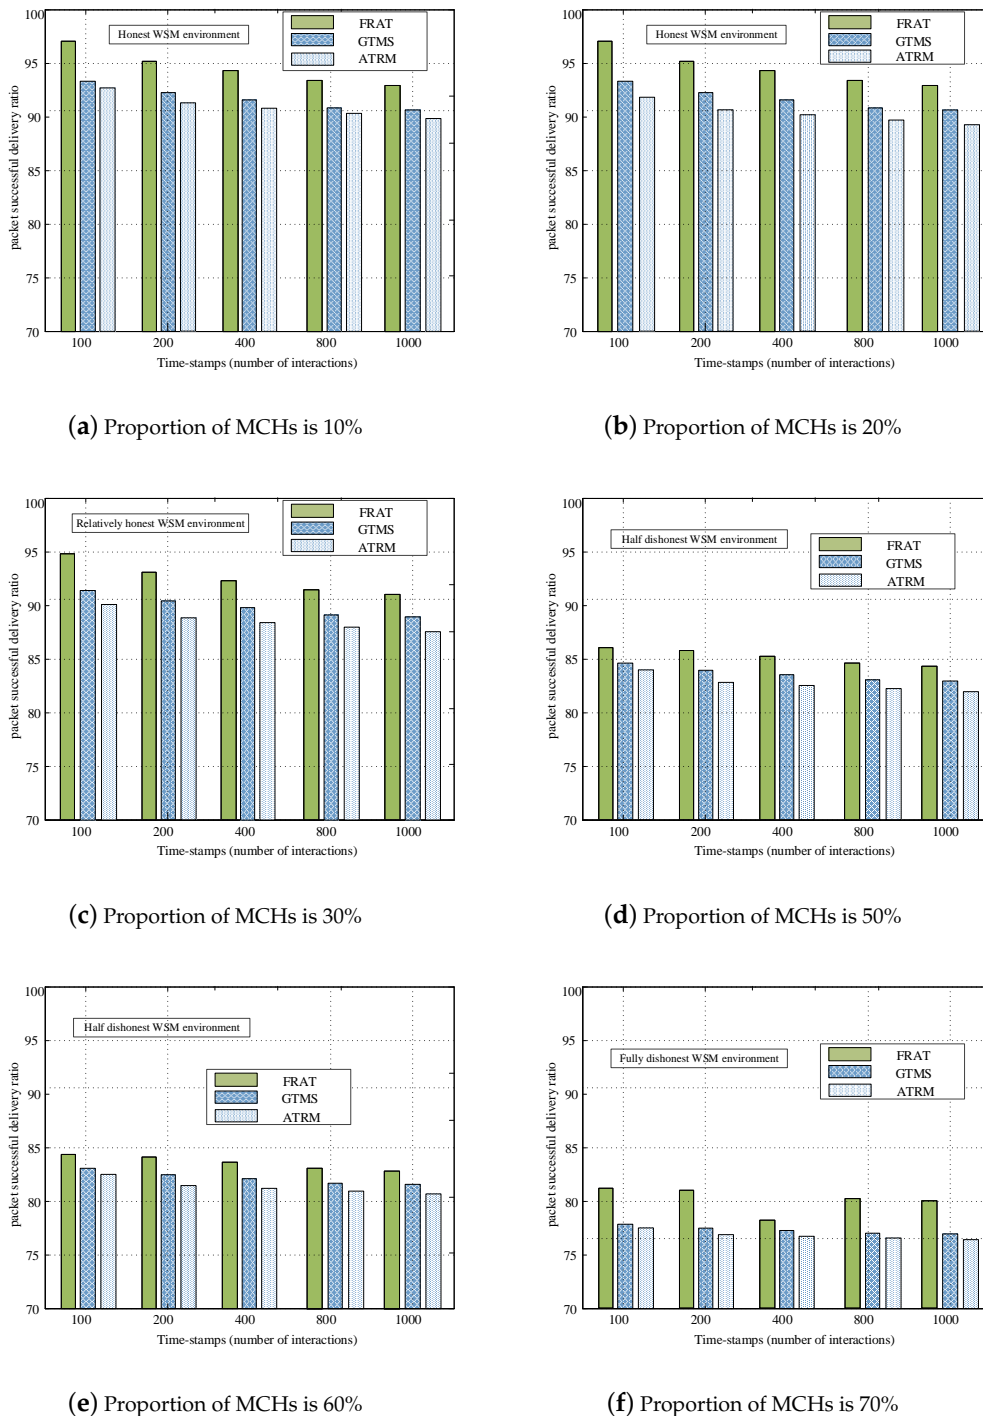 100
95
90
85
80
75
70
packet successful delivery ratio
Honest WSM environment
FRAT
GTMS
ATRM
100 200 400 800 1000
Time-stamps (number of interactions)
(a) Proportion of MCHs is 10%
100
95
90
85
80
75
70
packet successful delivery ratio
Honest WSM environment
FRAT
GTMS
ATRM
100 200 400 800 1000
Time-stamps (number of interactions)
(b) Proportion of MCHs is 20%
100
95
90
85
80
75
70
packet successful delivery ratio
Relatively honest WSM environment
FRAT
GTMS
ATRM
100 200 400 800 1000
Time-stamps (number of interactions)
(c) Proportion of MCHs is 30%
100
95
90
85
80
75
70
packet successful delivery ratio
Half dishonest WSM environment
FRAT
GTMS
ATRM
100 200 400 800 1000
Time-stamps (number of interactions)
(d) Proportion of MCHs is 50%
100
95
90
85
80
75
70
packet successful delivery ratio
Half dishonest WSM environment
FRAT
GTMS
ATRM
100 200 400 800 1000
Time-stamps (number of interactions)
(e) Proportion of MCHs is 60%
100
95
90
85
80
75
70
packet successful delivery ratio
Fully dishonest WSM environment
FRAT
GTMS
ATRM
100 200 400 800 1000
Time-stamps (number of interactions)
(f) Proportion of MCHs is 70%